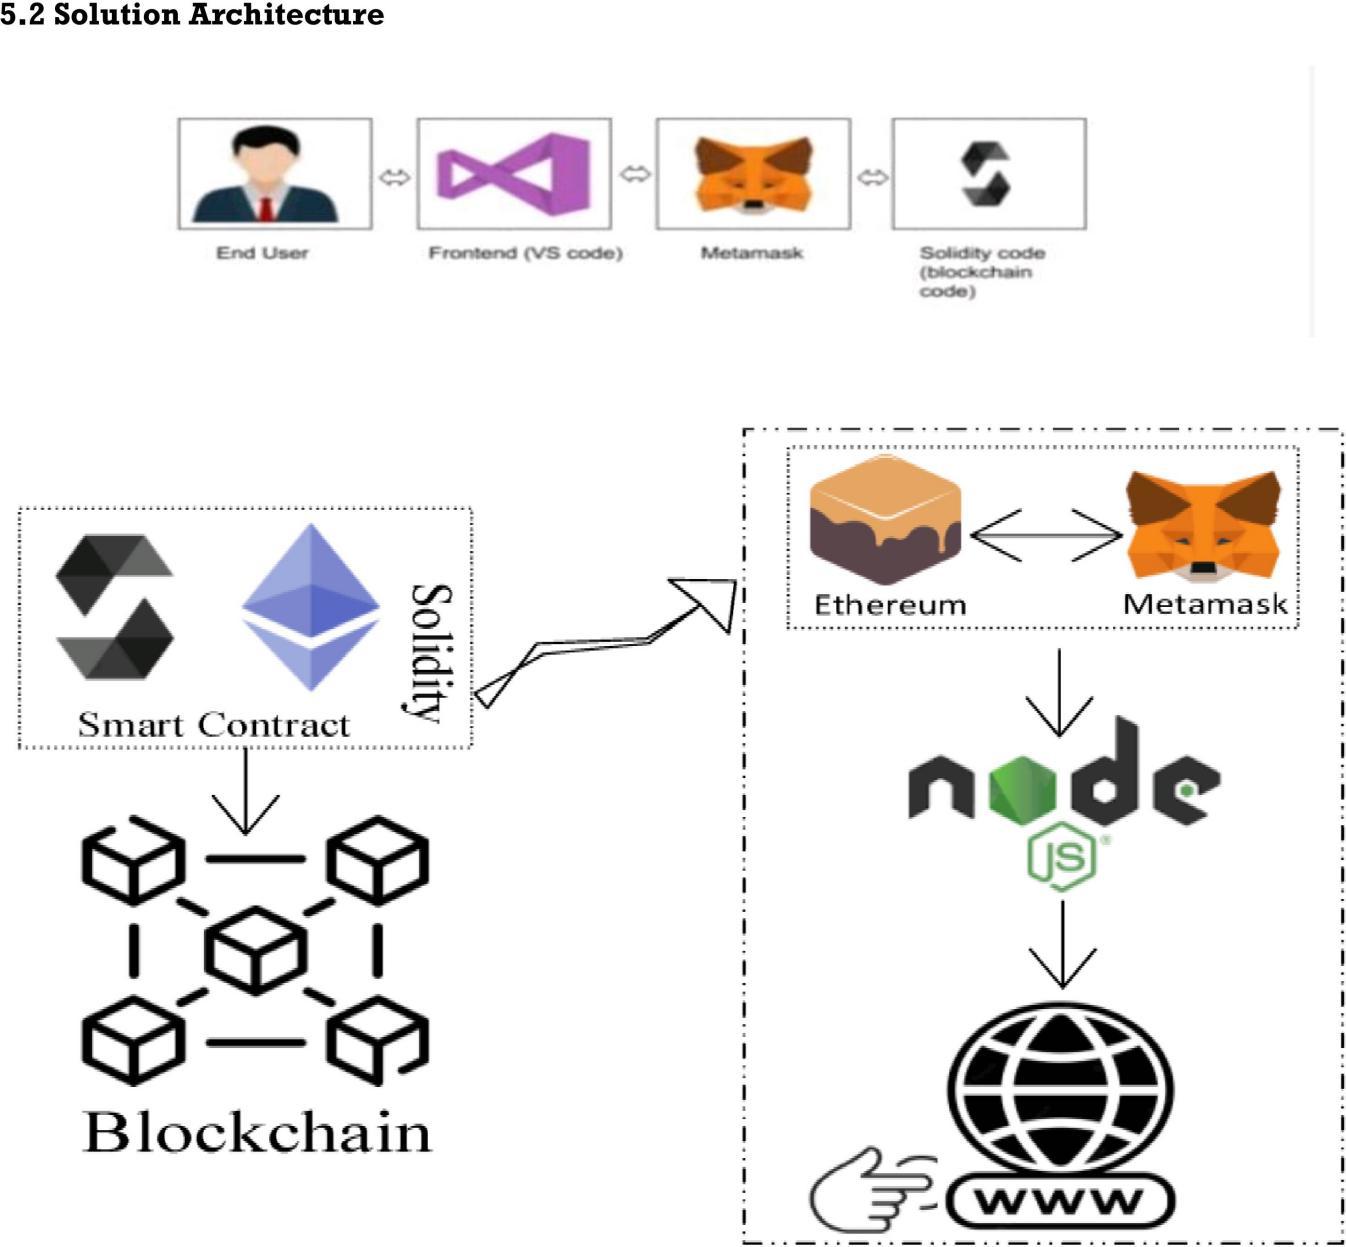 5.2 Solution Architecture
End User
Frontend (VS code)
Metamask
Solidity code
(blockchain
code)
Smart Contract
Solidity
Ethereum
Metamask
node
JS
Blockchain
www